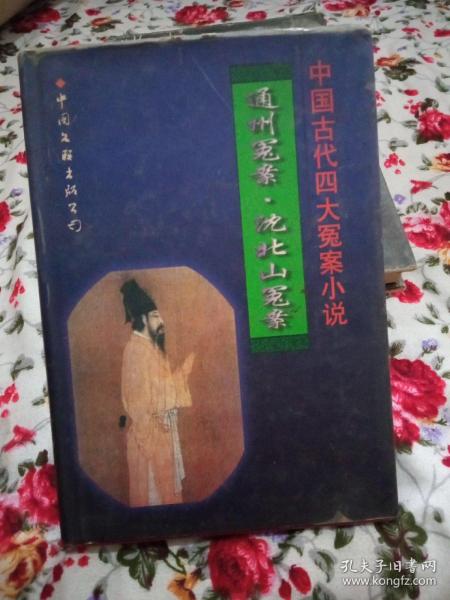 中国古代四大冤案小说
通州冤案·沈北山冤案
中国文联出版公司
孔夫子旧书网
www.kongfz.com